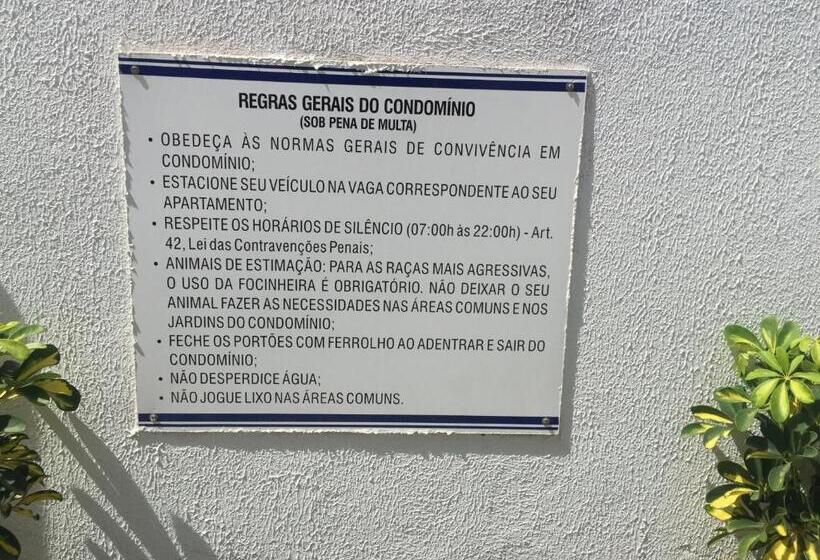 REGRAS GERAIS DO CONDOMÍNIO
(SOB PENA DE MULTA)
• OBEDEÇA ÀS NORMAS GERAIS DE CONVIVÊNCIA EM
CONDOMÍNIO;
• ESTACIONE SEU VEÍCULO NA VAGA CORRESPONDENTE AO SEU
APARTAMENTO;
• RESPEITE OS HORÁRIOS DE SILÊNCIO (07:00h às 22:00h) - Art.
42, Lei das Contravenções Penais;
• ANIMAIS DE ESTIMAÇÃO: PARA AS RAÇAS MAIS AGRESSIVAS,
O USO DA FOCINHEIRA É OBRIGATÓRIO. NÃO DEIXAR O SEU
ANIMAL FAZER AS NECESSIDADES NAS ÁREAS COMUNS E NOS
JARDINS DO CONDOMÍNIO;
• FECHE OS PORTÕES COM FERROLHO AO ADENTRAR E SAIR DO
CONDOMÍNIO;
• NÃO DESPERDICE ÁGUA;
• NÃO JOGUE LIXO NAS ÁREAS COMUNS.